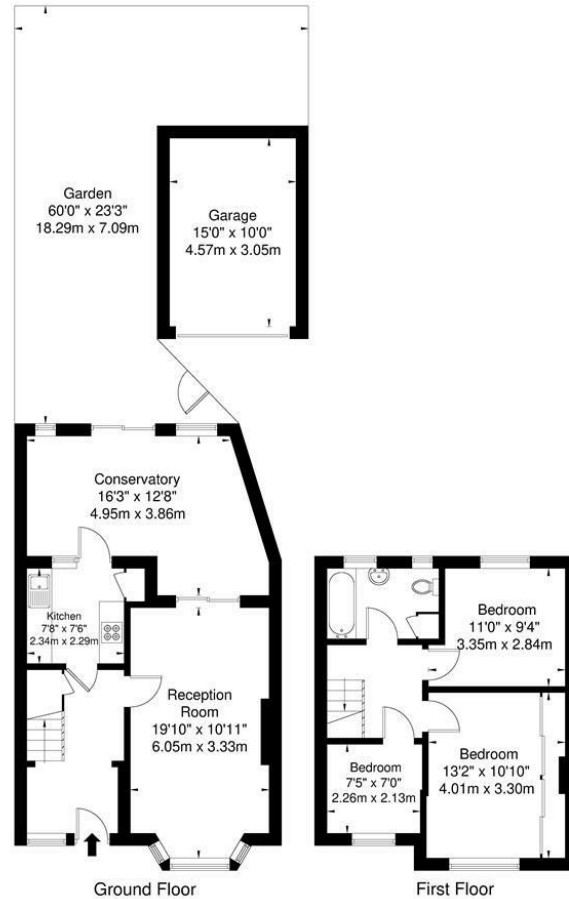 Garden
60'0" x 23'3"
18.29m x 7.09m
Garage
15'0" x 10'0"
4.57m x 3.05m
Conservatory
16'3" x 12'8"
4.95m x 3.86m
Kitchen
7'8" x 7'6"
2.34m x 2.29m
Reception
Room
19'10" x 10'11"
6.05m x 3.33m
Ground Floor
Bedroom
11'0" x 9'4"
3.35m x 2.84m
Bedroom
7'5" x 7'0"
2.26m x 2.13m
Bedroom
13'2" x 10'10"
4.01m x 3.30m
First Floor